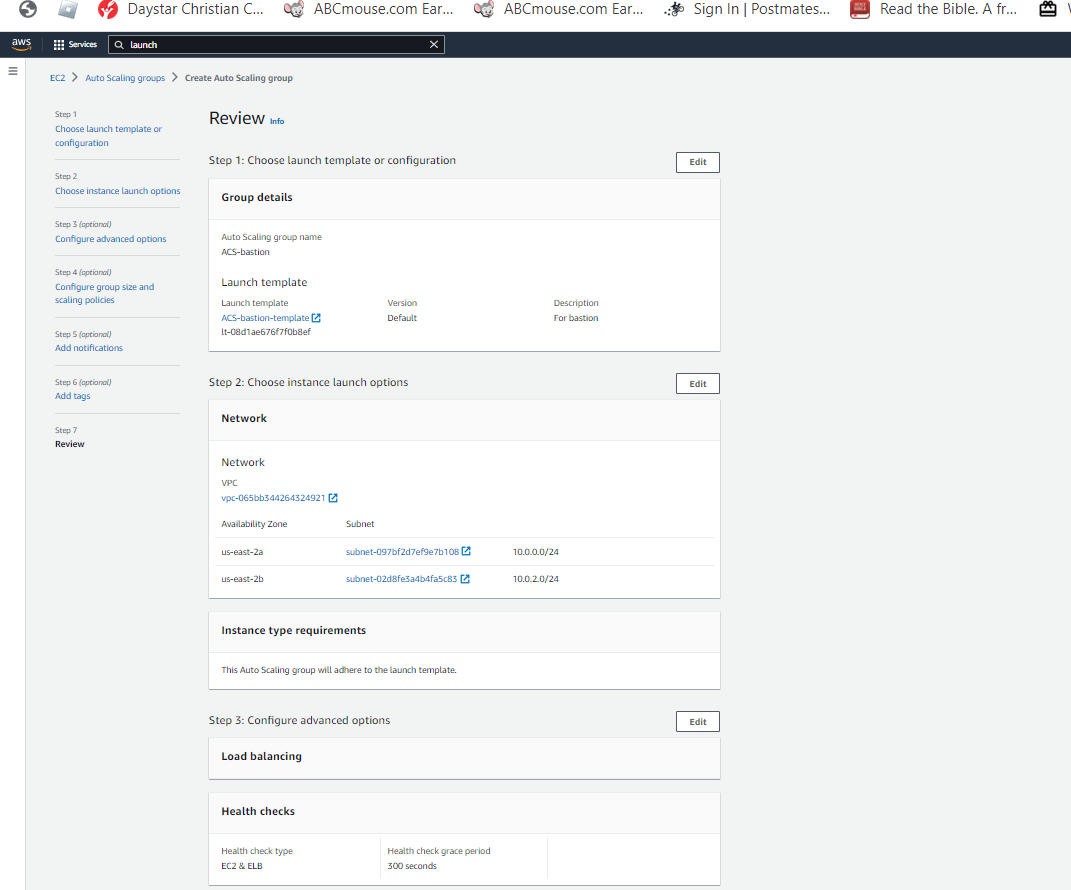 Daystar Christian C... ABCmouse.com Ear... ABCmouse.com Ear... Sign In | Postmates... Read the Bible. A fr...
aws Services launch
EC2 > Auto Scaling groups > Create Auto Scaling group
Step 1
Choose launch template or
configuration
Step 2
Choose instance launch options
Step 3 (optional)
Configure advanced options
Step 4 (optional)
Configure group size and
scaling policies
Step 5 (optional)
Add notifications
Step 6 (optional)
Add tags
Step 7
Review
Review Info
Step 1: Choose launch template or configuration Edit
Group details
Auto Scaling group name
ACS-bastion
Launch template
Launch template Version Description
ACS-bastion-template Default For bastion
lt-08d1ae676f7f0b8ef
Step 2: Choose instance launch options Edit
Network
Network
VPC
vpc-065bb344264324921
Availability Zone Subnet
us-east-2a subnet-097bf2d7ef9e7b108 10.0.0.0/24
us-east-2b subnet-02d8fe3a4b4fa5c83 10.0.2.0/24
Instance type requirements
This Auto Scaling group will adhere to the launch template.
Step 3: Configure advanced options Edit
Load balancing
Health checks
Health check type Health check grace period
EC2 & ELB 300 seconds